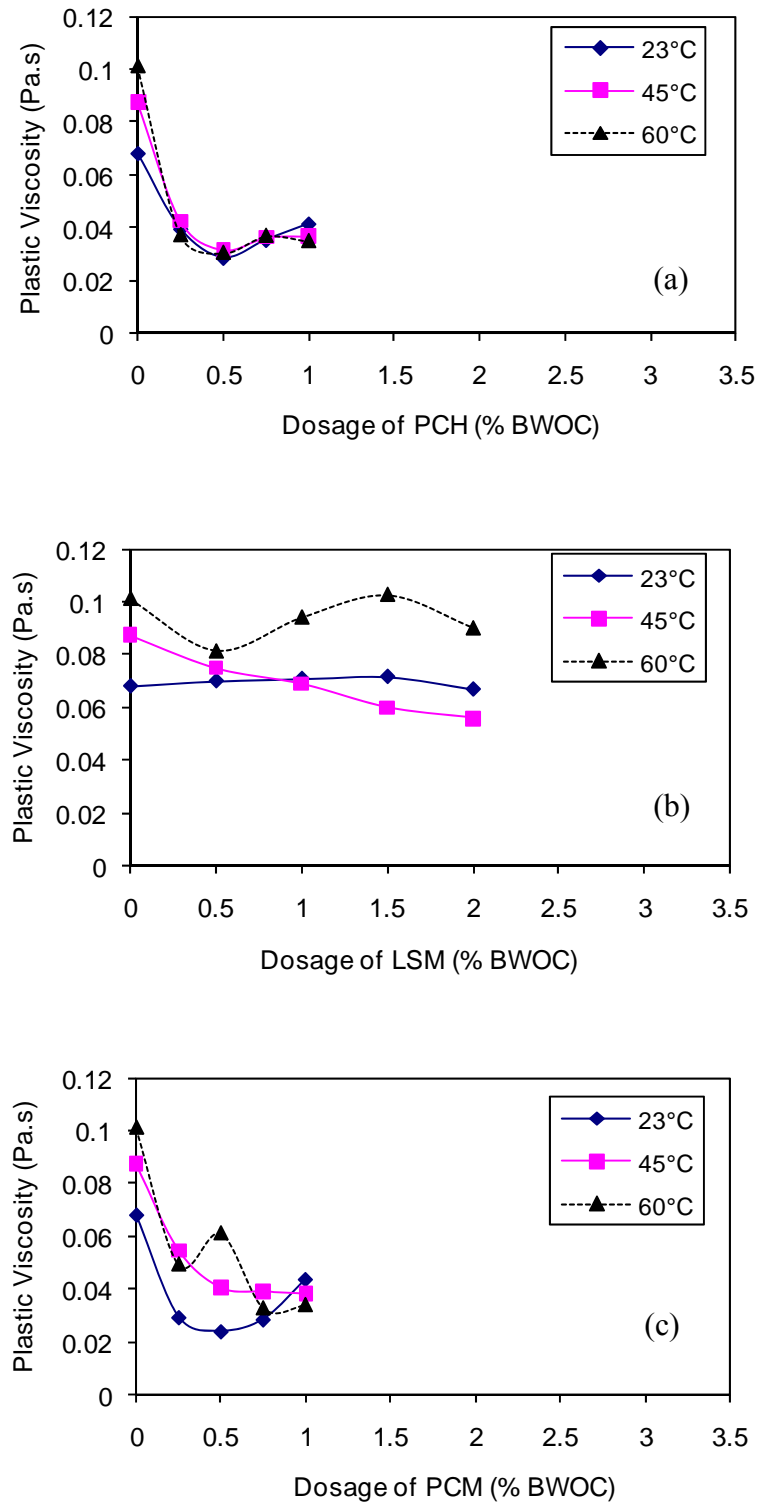 Plastic Viscosity (Pa.s)
0.12
0.1
0.08
0.06
0.04
0.02
0
23°C
45°C
60°C
(a)
0 0.5 1 1.5 2 2.5 3 3.5
Dosage of PCH (% BWOC)
Plastic Viscosity (Pa.s)
0.12
0.1
0.08
0.06
0.04
0.02
0
23°C
45°C
60°C
(b)
0 0.5 1 1.5 2 2.5 3 3.5
Dosage of LSM (% BWOC)
Plastic Viscosity (Pa.s)
0.12
0.1
0.08
0.06
0.04
0.02
0
23°C
45°C
60°C
(c)
0 0.5 1 1.5 2 2.5 3 3.5
Dosage of PCM (% BWOC)